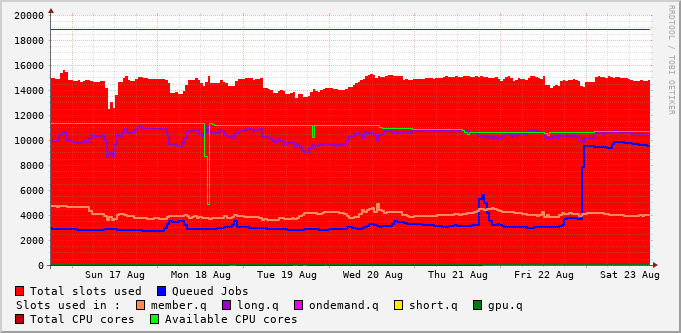 20000
18000
16000
14000
12000
10000
8000
6000
4000
2000
0
Sun 17 Aug Mon 18 Aug Tue 19 Aug Wed 20 Aug Thu 21 Aug Fri 22 Aug Sat 23 Aug
Total slots used Queued Jobs
Slots used in : member.q long.q ondemand.q short.q gpu.q
Total CPU cores Available CPU cores
RRDTOOL / TOBI OETIKER